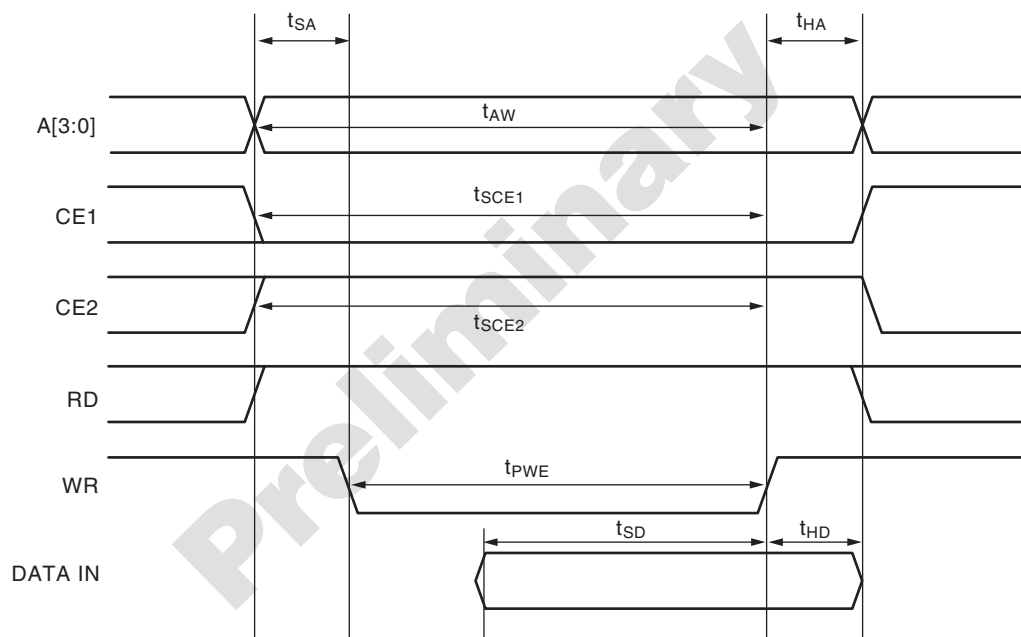 tSA
tHA
A[3:0]
tAW
CE1
tSCE1
CE2
tSCE2
RD
WR
tPWE
tSD
tHD
DATA IN
Preliminary